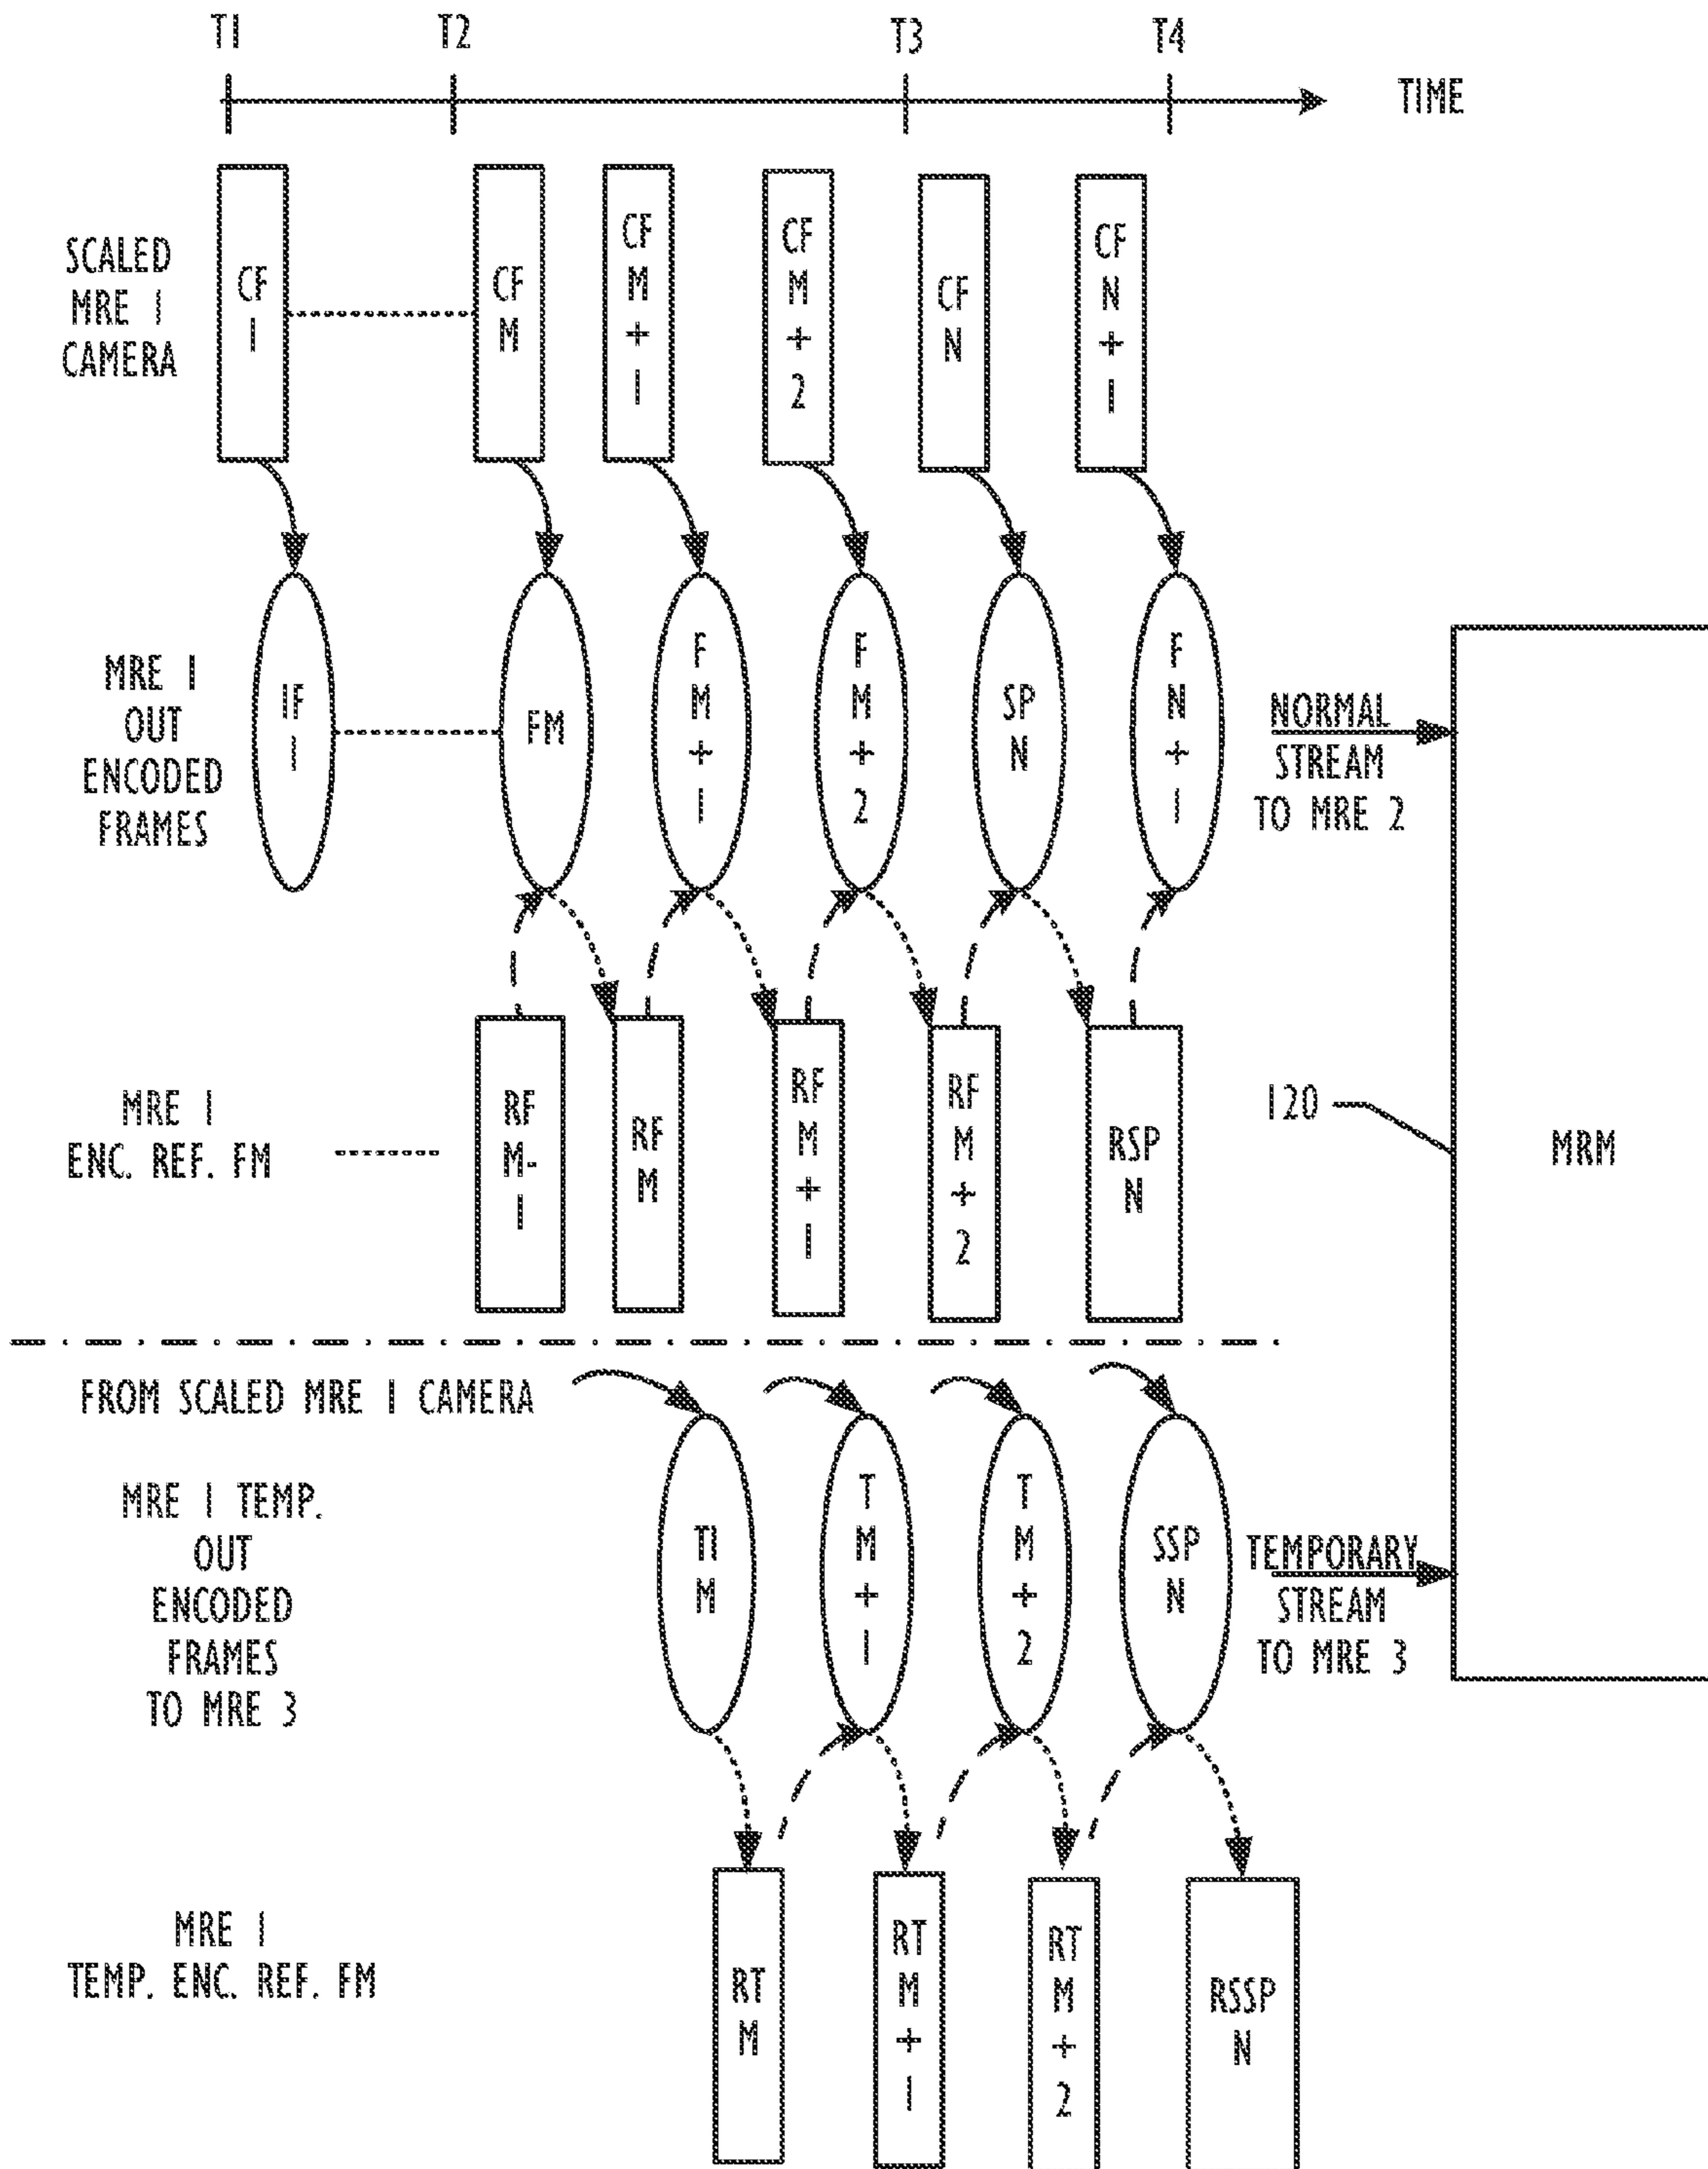 T1 T2 T3 T4
TIME
SCALED
MRE 1
CAMERA
CF
1
CF
M
CF
M
+
1
CF
M
+
2
CF
N
CF
N
+
1
MRE 1
OUT
ENCODED
FRAMES
IF
1
FM
F
M
+
1
F
M
+
2
SP
N
F
N
+
1
NORMAL
STREAM
TO MRE 2
MRE 1
ENC. REF. FM
RF
M-
1
RF
M
RF
M
+
1
RF
M
+
2
RSP
N
120
MRM
FROM SCALED MRE 1 CAMERA
MRE 1 TEMP.
OUT
ENCODED
FRAMES
TO MRE 3
TI
M
T
M
+
1
T
M
+
2
SSP
N
TEMPORARY
STREAM
TO MRE 3
MRE 1
TEMP. ENC. REF. FM
RT
M
RT
M
+
1
RT
M
+
2
RSSP
N